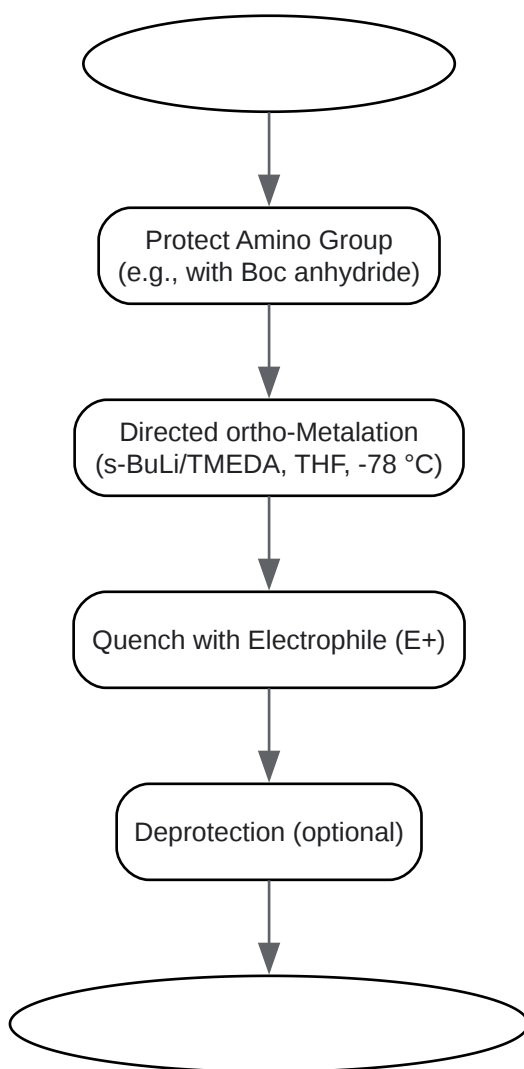 Protect Amino Group
(e.g., with Boc anhydride)
Directed ortho-Metalation
(s-BuLi/TMEDA, THF, -78 °C)
Quench with Electrophile (E+)
Deprotection (optional)